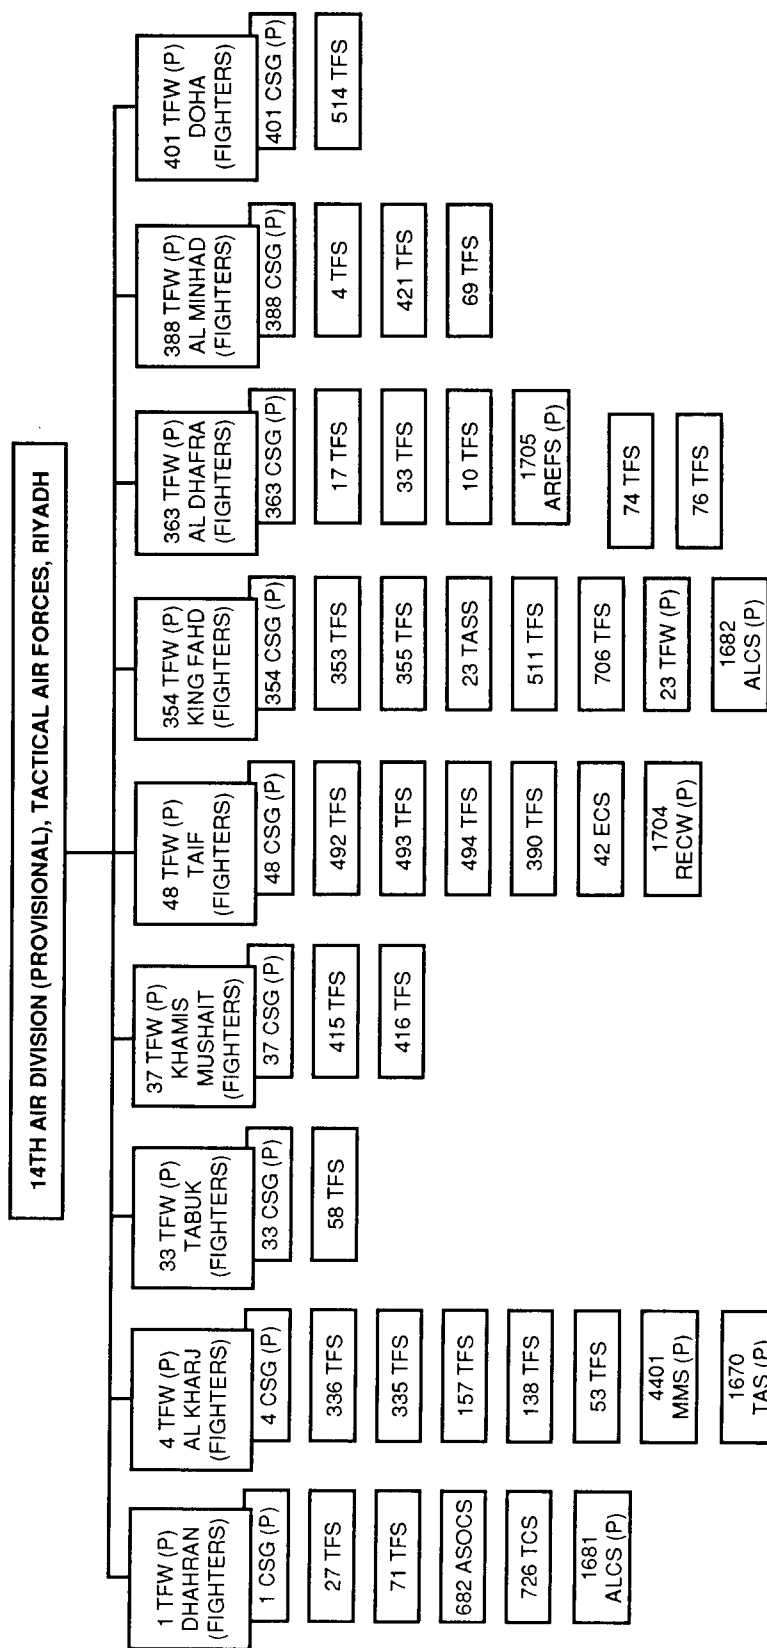 14TH AIR DIVISION (PROVISIONAL), TACTICAL AIR FORCES, RIYADH
1 TFW (P)
DHAHRAN
(FIGHTERS)
1 CSG (P)
27 TFS
71 TFS
682 ASOCS
726 TCS
1681
ALCS (P)
4 TFW (P)
AL KHARJ
(FIGHTERS)
4 CSG (P)
336 TFS
335 TFS
157 TFS
138 TFS
53 TFS
4401
MMS (P)
1670
TAS (P)
33 TFW (P)
TABUK
(FIGHTERS)
33 CSG (P)
58 TFS
37 TFW (P)
KHAMIS
MUSHAIT
(FIGHTERS)
37 CSG (P)
415 TFS
416 TFS
48 TFW (P)
TAIF
(FIGHTERS)
48 CSG (P)
492 TFS
493 TFS
494 TFS
390 TFS
42 ECS
1704
RECW (P)
354 TFW (P)
KING FAHD
(FIGHTERS)
354 CSG (P)
353 TFS
355 TFS
23 TASS
511 TFS
706 TFS
23 TFW (P)
1682
ALCS (P)
363 TFW (P)
AL DHAFRA
(FIGHTERS)
363 CSG (P)
17 TFS
33 TFS
10 TFS
1705
AREFS (P)
74 TFS
76 TFS
388 TFW (P)
AL MINHAD
(FIGHTERS)
388 CSG (P)
4 TFS
421 TFS
69 TFS
401 TFW (P)
DOHA
(FIGHTERS)
401 CSG (P)
514 TFS